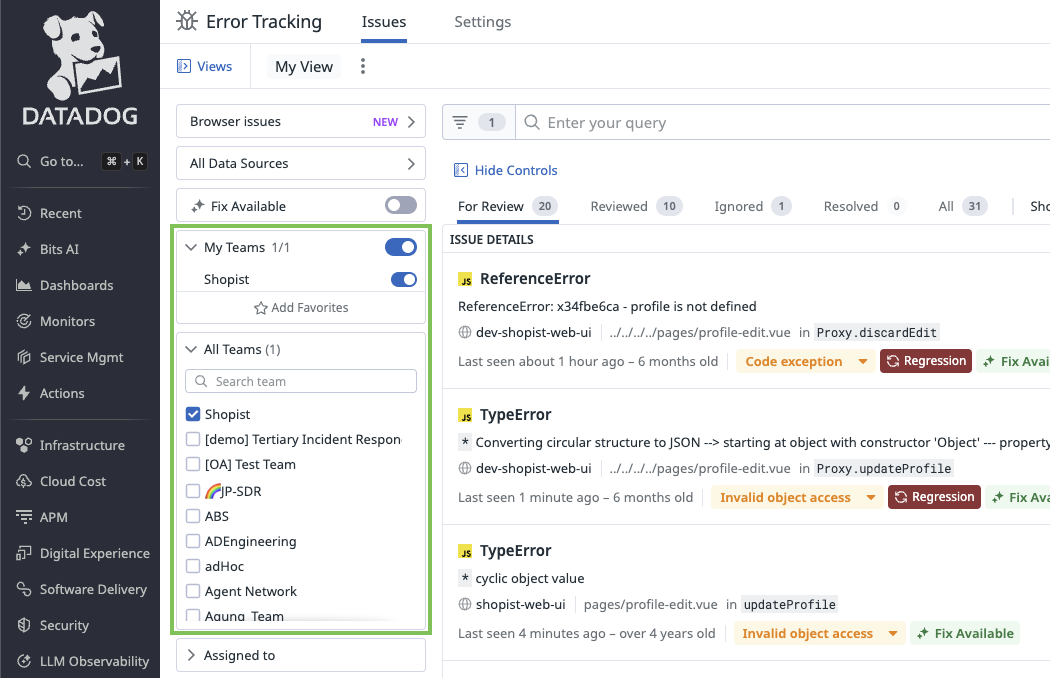 DATADOG
Go to... ⌘ + K
Recent
Bits AI
Dashboards
Monitors
Service Mgmt
Actions
Infrastructure
Cloud Cost
APM
Digital Experience
Software Delivery
Security
LLM Observability
Error Tracking Issues Settings
Views My View
Browser issues NEW
All Data Sources
Fix Available
My Teams 1/1
Shopist
Add Favorites
All Teams (1)
Search team
Shopist
[demo] Tertiary Incident Respon
[OA] Test Team
🌈JP-SDR
ABS
ADEngineering
adHoc
Agent Network
Agung_Team
Assigned to
1 Enter your query
Hide Controls
For Review 20 Reviewed 10 Ignored 1 Resolved 0 All 31 Sho
ISSUE DETAILS
JS ReferenceError
ReferenceError: x34fbe6ca - profile is not defined
dev-shopist-web-ui ../../../../pages/profile-edit.vue in Proxy.discardEdit
Last seen about 1 hour ago – 6 months old Code exception Regression Fix Avai
JS TypeError
* Converting circular structure to JSON --> starting at object with constructor 'Object' --- property
dev-shopist-web-ui ../../../../pages/profile-edit.vue in Proxy.updateProfile
Last seen 1 minute ago – 6 months old Invalid object access Regression Fix Ava
JS TypeError
* cyclic object value
shopist-web-ui pages/profile-edit.vue in updateProfile
Last seen 4 minutes ago – over 4 years old Invalid object access Fix Available